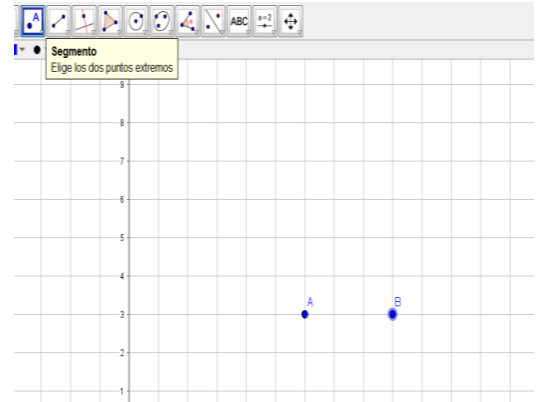 A
ABC
a=2
Segmento
Elige los dos puntos extremos
9
8
7
6
5
4
A
B
3
2
1